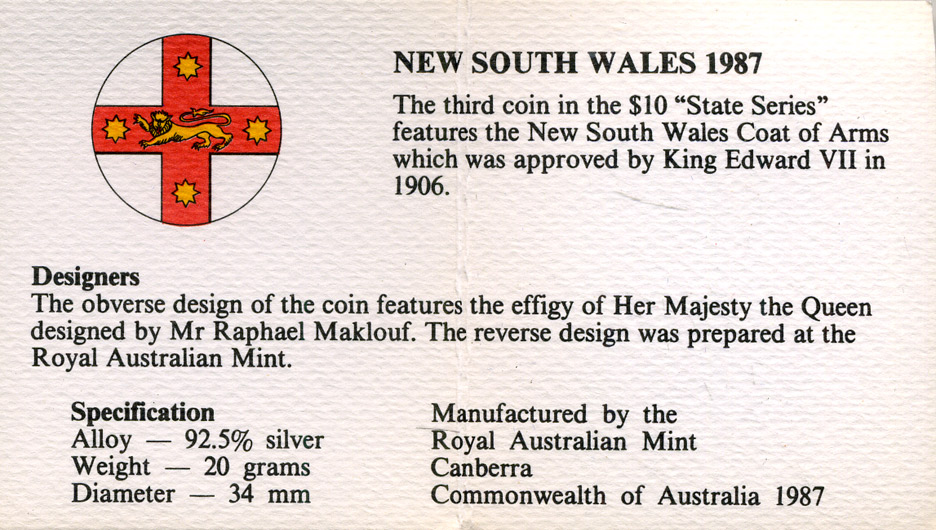 NEW SOUTH WALES 1987
The third coin in the $10 “State Series”
features the New South Wales Coat of Arms
which was approved by King Edward VII in
1906.
Designers
The obverse design of the coin features the effigy of Her Majesty the Queen
designed by Mr Raphael Maklouf. The reverse design was prepared at the
Royal Australian Mint.
Specification
Alloy — 92.5% silver
Weight — 20 grams
Diameter — 34 mm
Manufactured by the
Royal Australian Mint
Canberra
Commonwealth of Australia 1987